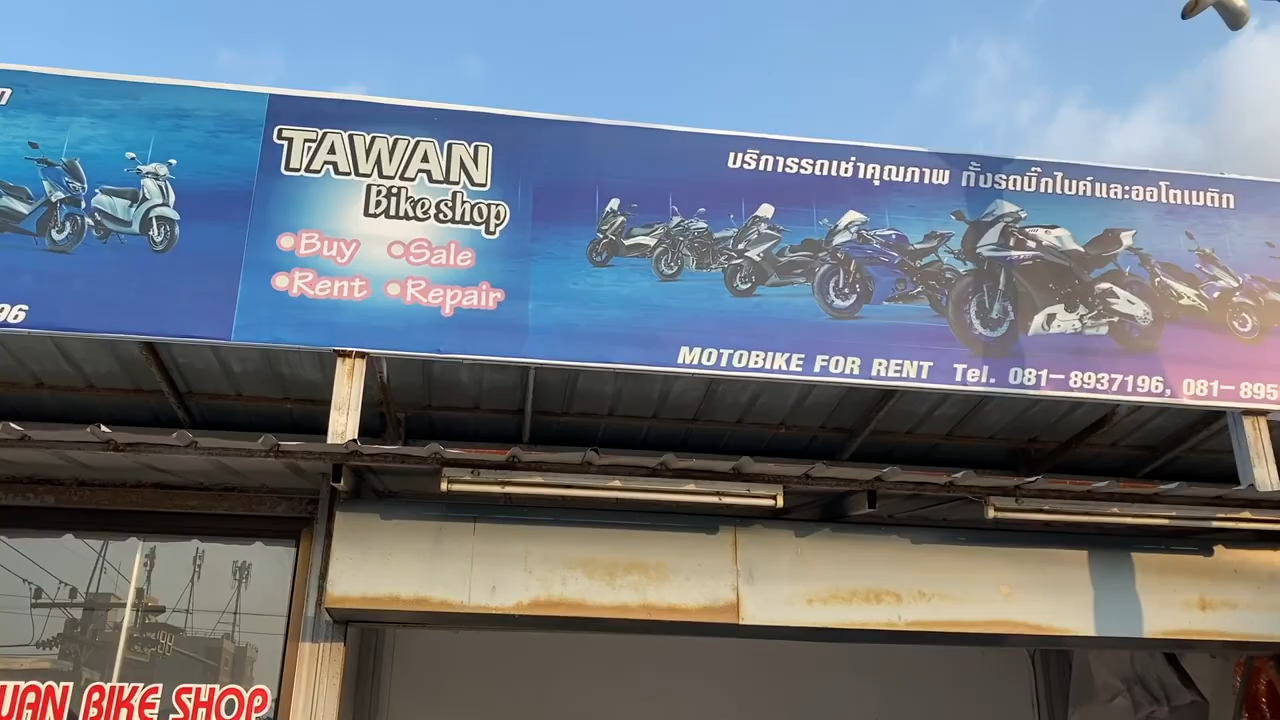 TAWAN
Bike shop
•Buy •Sale
•Rent •Repair
บริการรถเช่าคุณภาพ ทั้งรถบิ๊กไบค์และออโตเมติก
MOTOBIKE FOR RENT Tel. 081-8937196, 081-895
96
WAN BIKE SHOP